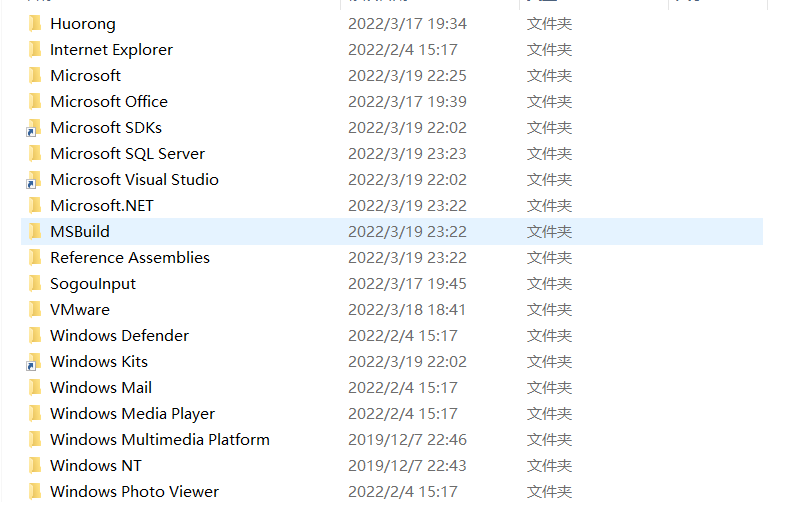 Huorong 2022/3/17 19:34 文件夹
Internet Explorer 2022/2/4 15:17 文件夹
Microsoft 2022/3/19 22:25 文件夹
Microsoft Office 2022/3/17 19:39 文件夹
Microsoft SDKs 2022/3/19 22:02 文件夹
Microsoft SQL Server 2022/3/19 23:23 文件夹
Microsoft Visual Studio 2022/3/19 22:02 文件夹
Microsoft.NET 2022/3/19 23:22 文件夹
MSBuild 2022/3/19 23:22 文件夹
Reference Assemblies 2022/3/19 23:22 文件夹
SogouInput 2022/3/17 19:45 文件夹
VMware 2022/3/18 18:41 文件夹
Windows Defender 2022/2/4 15:17 文件夹
Windows Kits 2022/3/19 22:02 文件夹
Windows Mail 2022/2/4 15:17 文件夹
Windows Media Player 2022/2/4 15:17 文件夹
Windows Multimedia Platform 2019/12/7 22:46 文件夹
Windows NT 2019/12/7 22:43 文件夹
Windows Photo Viewer 2022/2/4 15:17 文件夹